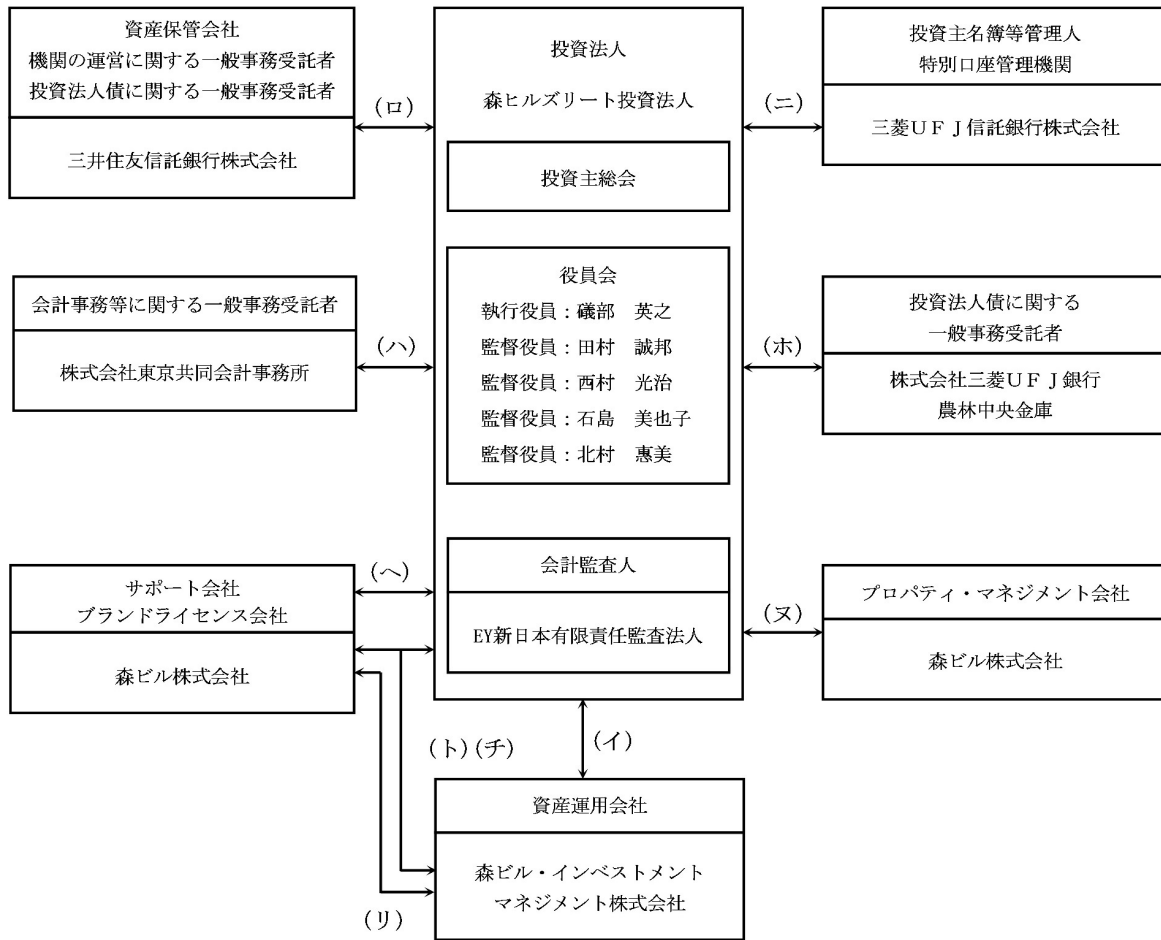 資産保管会社
機関の運営に関する一般事務受託者
投資法人債に関する一般事務受託者
三井住友信託銀行株式会社
(ロ)
投資法人
森ヒルズリート投資法人
投資主総会
(ニ)
投資主名簿等管理人
特別口座管理機関
三菱UFJ信託銀行株式会社
会計事務等に関する一般事務受託者
株式会社東京共同会計事務所
(ハ)
役員会
執行役員：磯部　英之
監督役員：田村　誠邦
監督役員：西村　光治
監督役員：石島　美也子
監督役員：北村　惠美
(ホ)
投資法人債に関する
一般事務受託者
株式会社三菱UFJ銀行
農林中央金庫
サポート会社
ブランドライセンス会社
森ビル株式会社
(ヘ)
会計監査人
EY新日本有限責任監査法人
(ヌ)
プロパティ・マネジメント会社
森ビル株式会社
(ト)(チ)
(イ)
資産運用会社
森ビル・インベストメント
マネジメント株式会社
(リ)